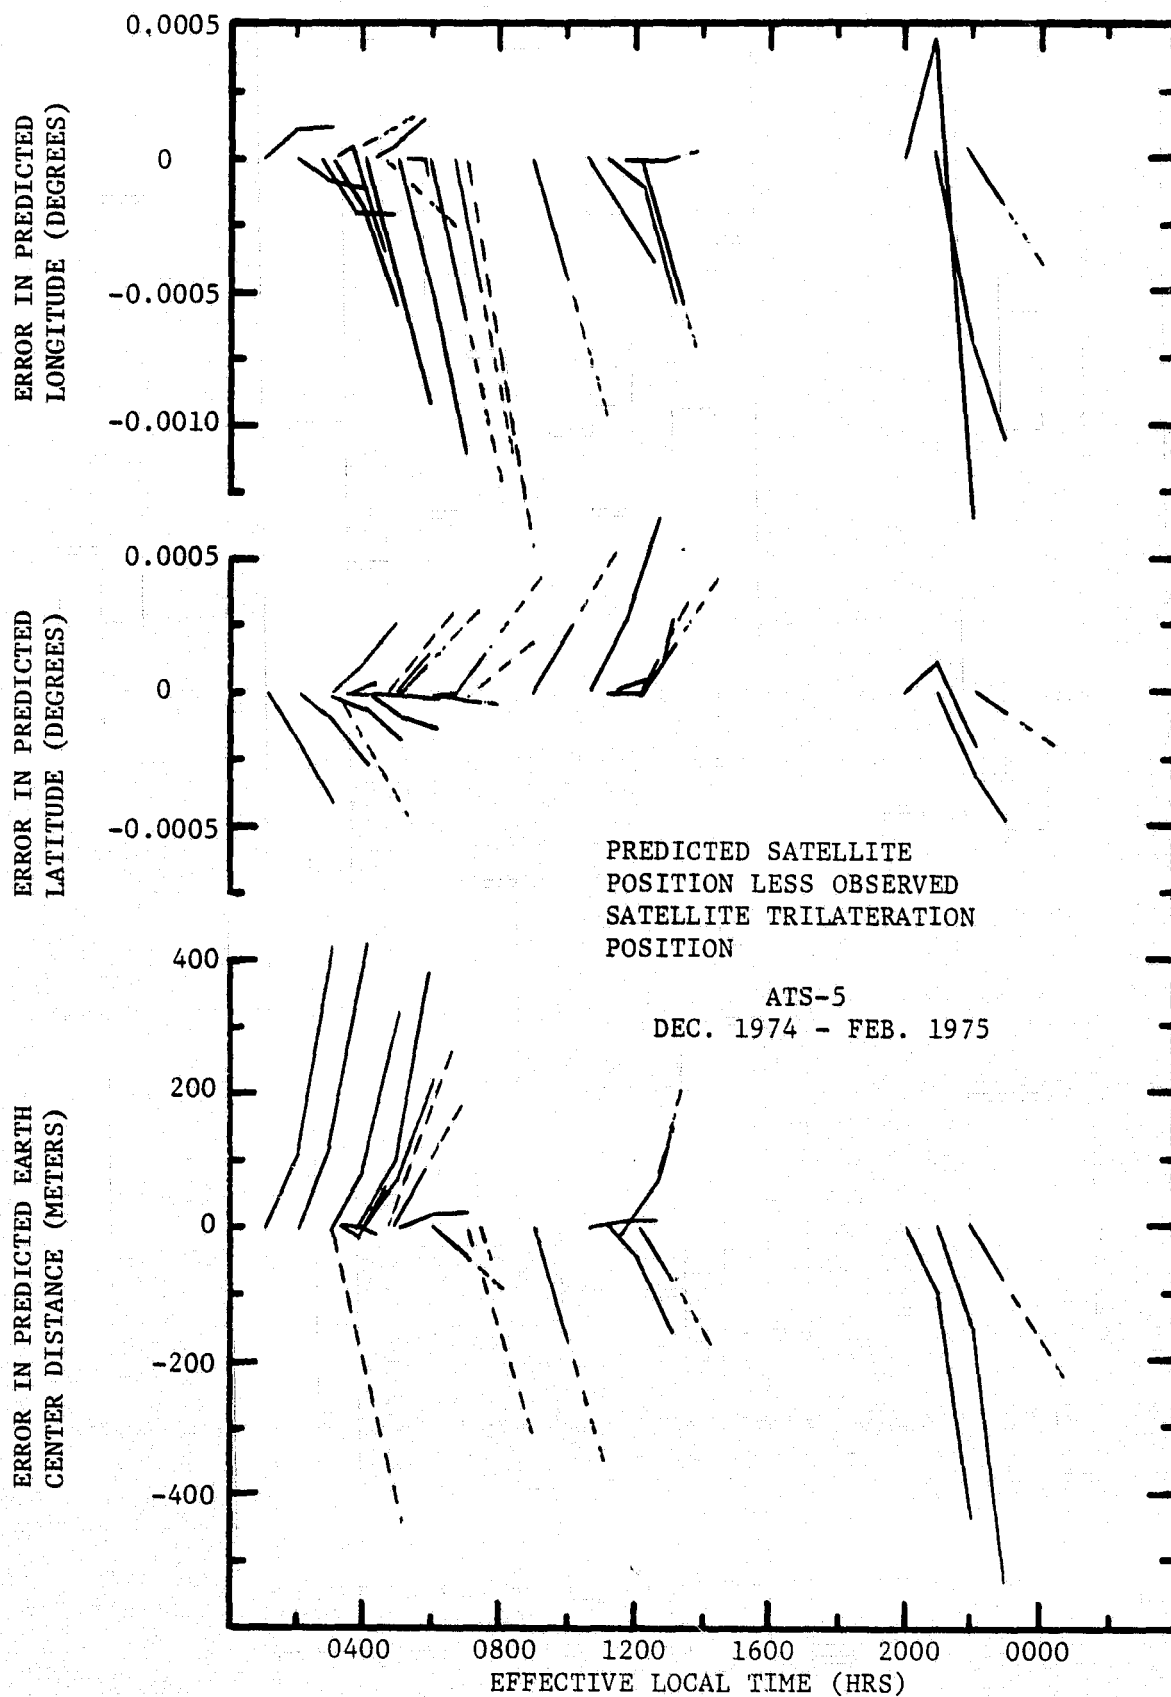 0.0005
0
-0.0005
-0.0010
ERROR IN PREDICTED
LONGITUDE (DEGREES)
0.0005
0
-0.0005
ERROR IN PREDICTED
LATITUDE (DEGREES)
PREDICTED SATELLITE
POSITION LESS OBSERVED
SATELLITE TRILATERATION
POSITION
ATS-5
DEC. 1974 - FEB. 1975
400
200
0
-200
-400
ERROR IN PREDICTED EARTH
CENTER DISTANCE (METERS)
0400 0800 1200 1600 2000 0000
EFFECTIVE LOCAL TIME (HRS)